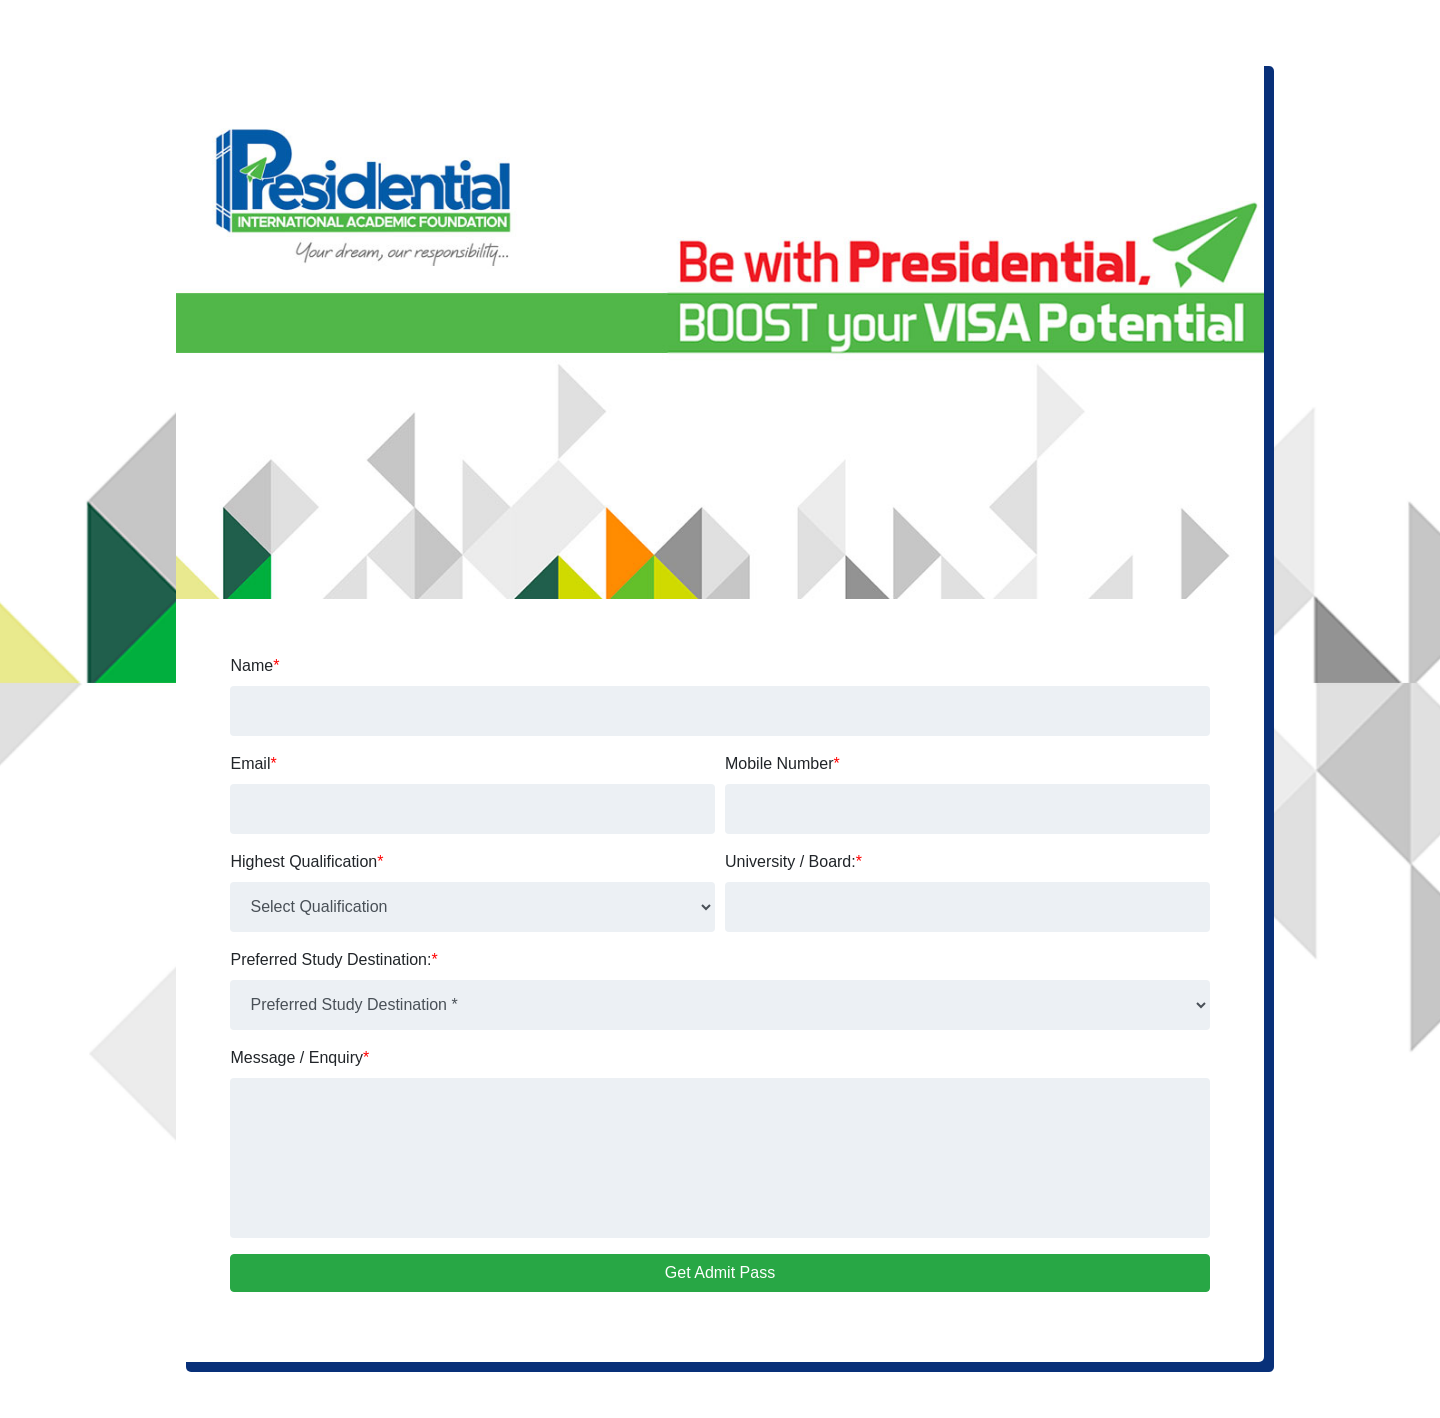 Presidential
INTERNATIONAL ACADEMIC FOUNDATION
Your dream, our responsibility...
Be with Presidential,
BOOST your VISA Potential
Name*
Email*
Mobile Number*
Highest Qualification*
University / Board:*
Select Qualification
Preferred Study Destination:*
Preferred Study Destination *
Message / Enquiry*
Get Admit Pass